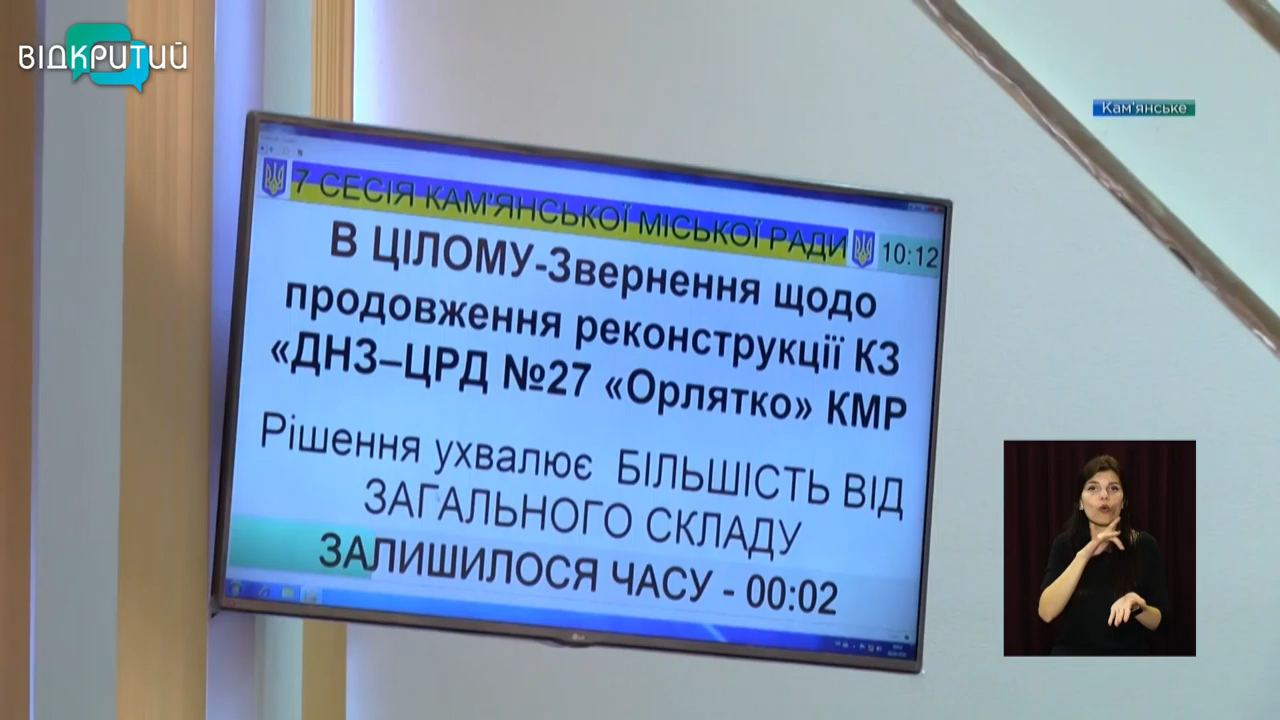 ВІДКРИТИЙ
Кам'янське
7 СЕСІЯ КАМ'ЯНСЬКОЇ МІСЬКОЇ РАДИ
10:12
В ЦІЛОМУ-Звернення щодо
продовження реконструкції КЗ
«ДНЗ–ЦРД №27 «Орлятко» КМР
Рішення ухвалює БІЛЬШІСТЬ ВІД
ЗАГАЛЬНОГО СКЛАДУ
ЗАЛИШИЛОСЯ ЧАСУ - 00:02
LG